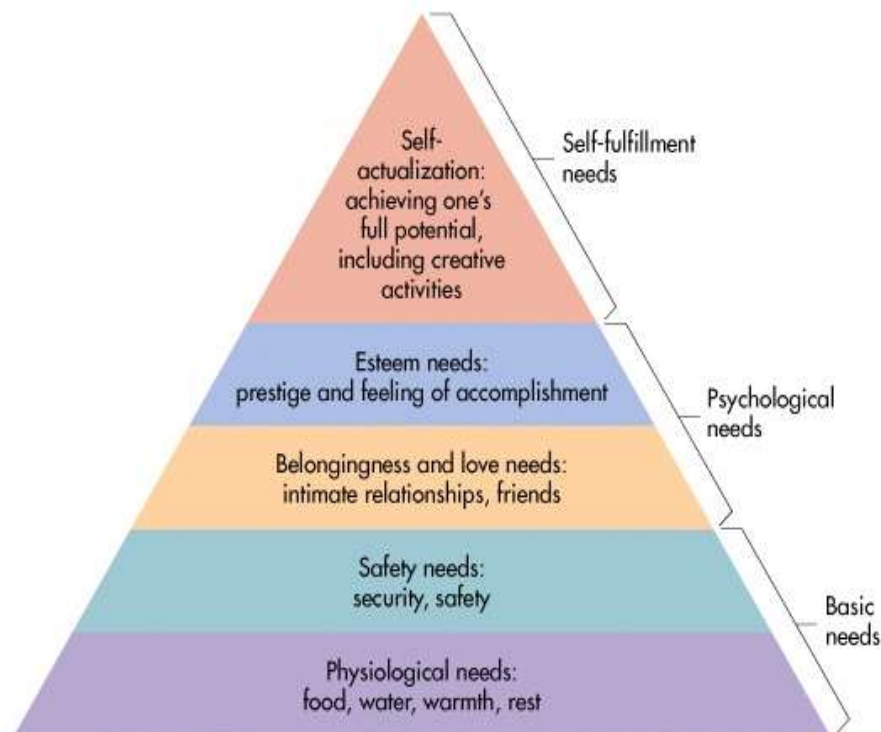 Self-
actualization:
achieving one's
full potential,
including creative
activities
Self-fulfillment
needs
Esteem needs:
prestige and feeling of accomplishment
Psychological
needs
Belongingness and love needs:
intimate relationships, friends
Safety needs:
security, safety
Basic
needs
Physiological needs:
food, water, warmth, rest